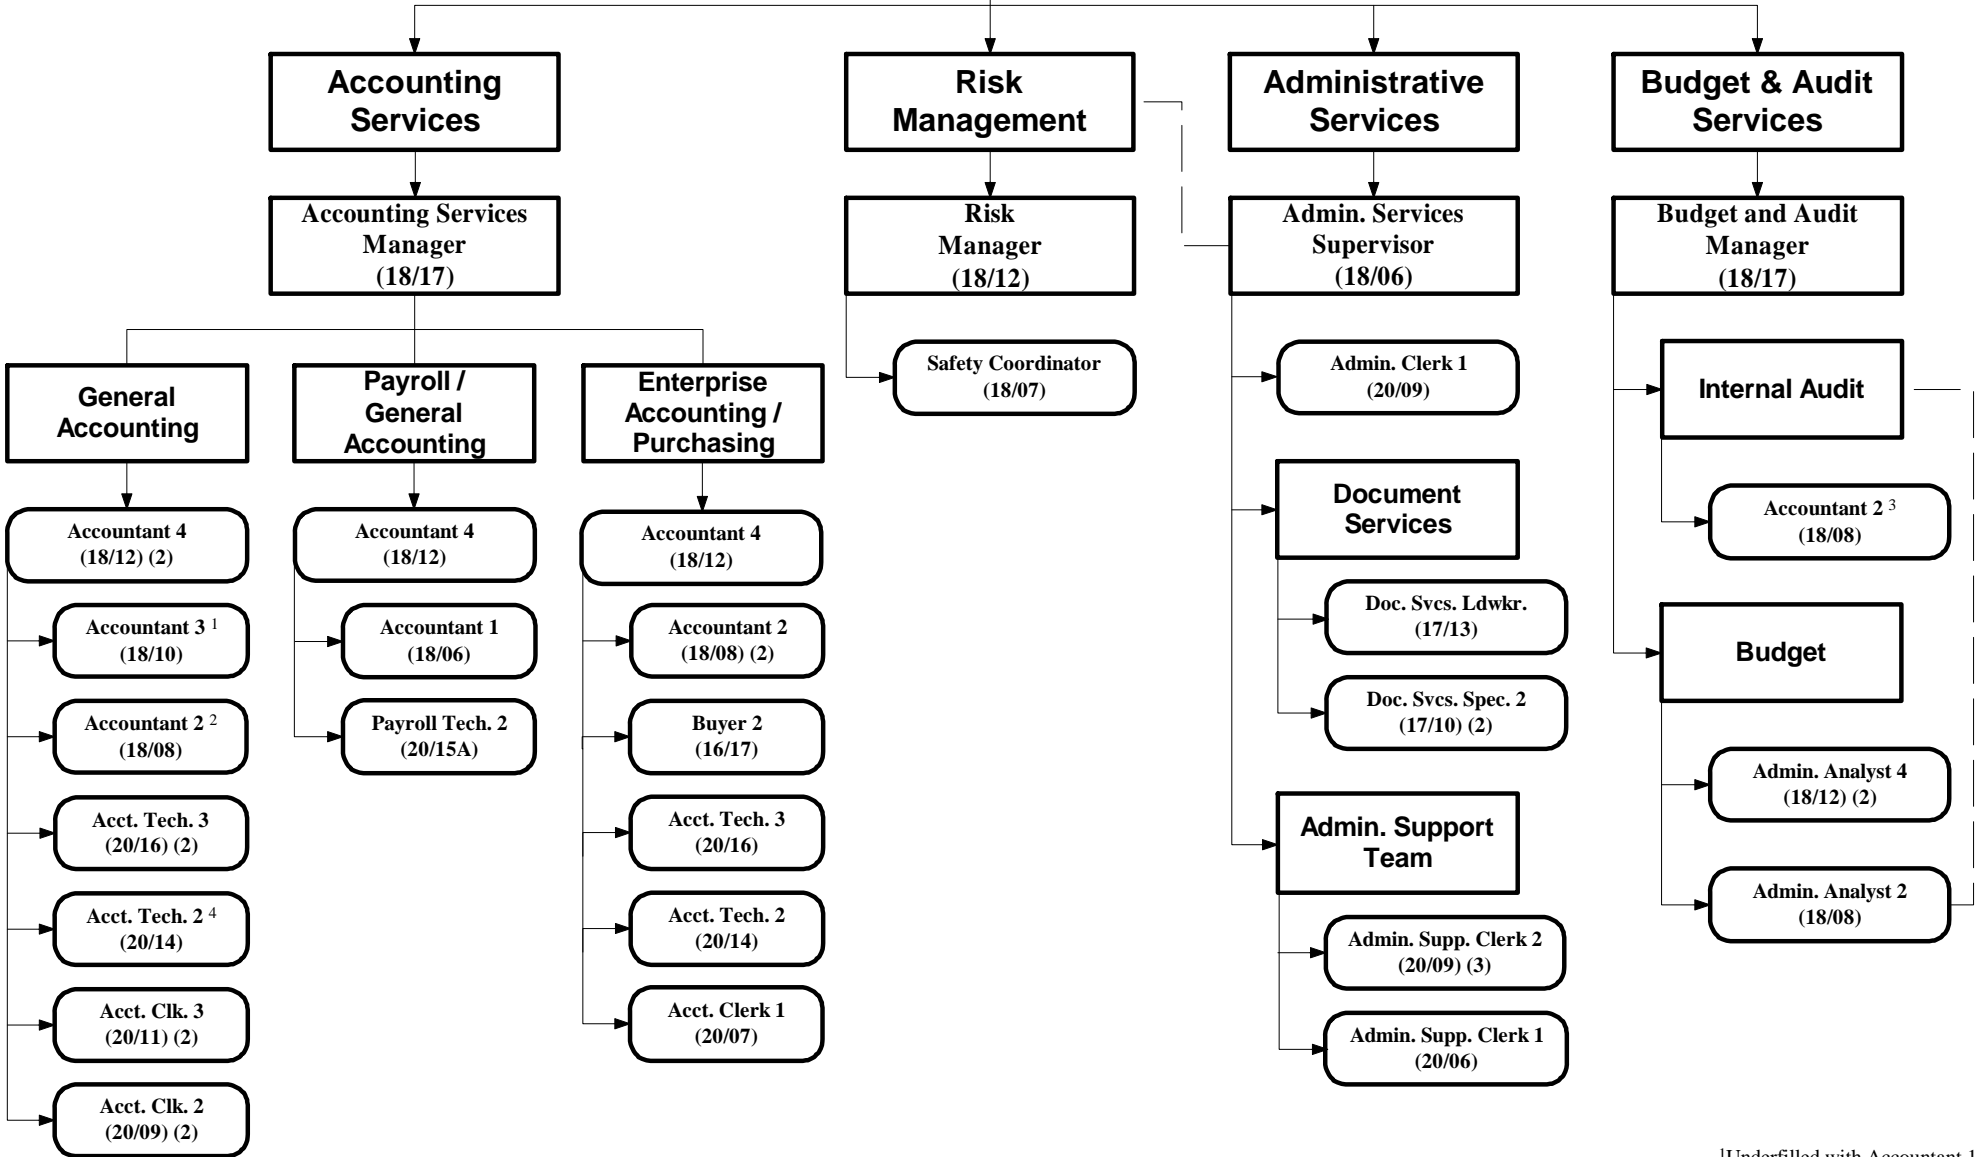 Accounting
Services
Risk
Management
Administrative
Services
Budget & Audit
Services
Accounting Services
Manager
(18/17)
Risk
Manager
(18/12)
Admin. Services
Supervisor
(18/06)
Budget and Audit
Manager
(18/17)
General
Accounting
Accountant 4
(18/12) (2)
Accountant 3 1
(18/10)
Accountant 2 2
(18/08)
Acct. Tech. 3
(20/16) (2)
Acct. Tech. 2 4
(20/14)
Acct. Clk. 3
(20/11) (2)
Acct. Clk. 2
(20/09) (2)
Payroll /
General
Accounting
Accountant 4
(18/12)
Accountant 1
(18/06)
Payroll Tech. 2
(20/15A)
Enterprise
Accounting /
Purchasing
Accountant 4
(18/12)
Accountant 2
(18/08) (2)
Buyer 2
(16/17)
Acct. Tech. 3
(20/16)
Acct. Tech. 2
(20/14)
Acct. Clerk 1
(20/07)
Safety Coordinator
(18/07)
Admin. Clerk 1
(20/09)
Document
Services
Doc. Svcs. Ldwkr.
(17/13)
Doc. Svcs. Spec. 2
(17/10) (2)
Admin. Support
Team
Admin. Supp. Clerk 2
(20/09) (3)
Admin. Supp. Clerk 1
(20/06)
Internal Audit
Accountant 2 3
(18/08)
Budget
Admin. Analyst 4
(18/12) (2)
Admin. Analyst 2
(18/08)
1Underfilled with Accountant 1